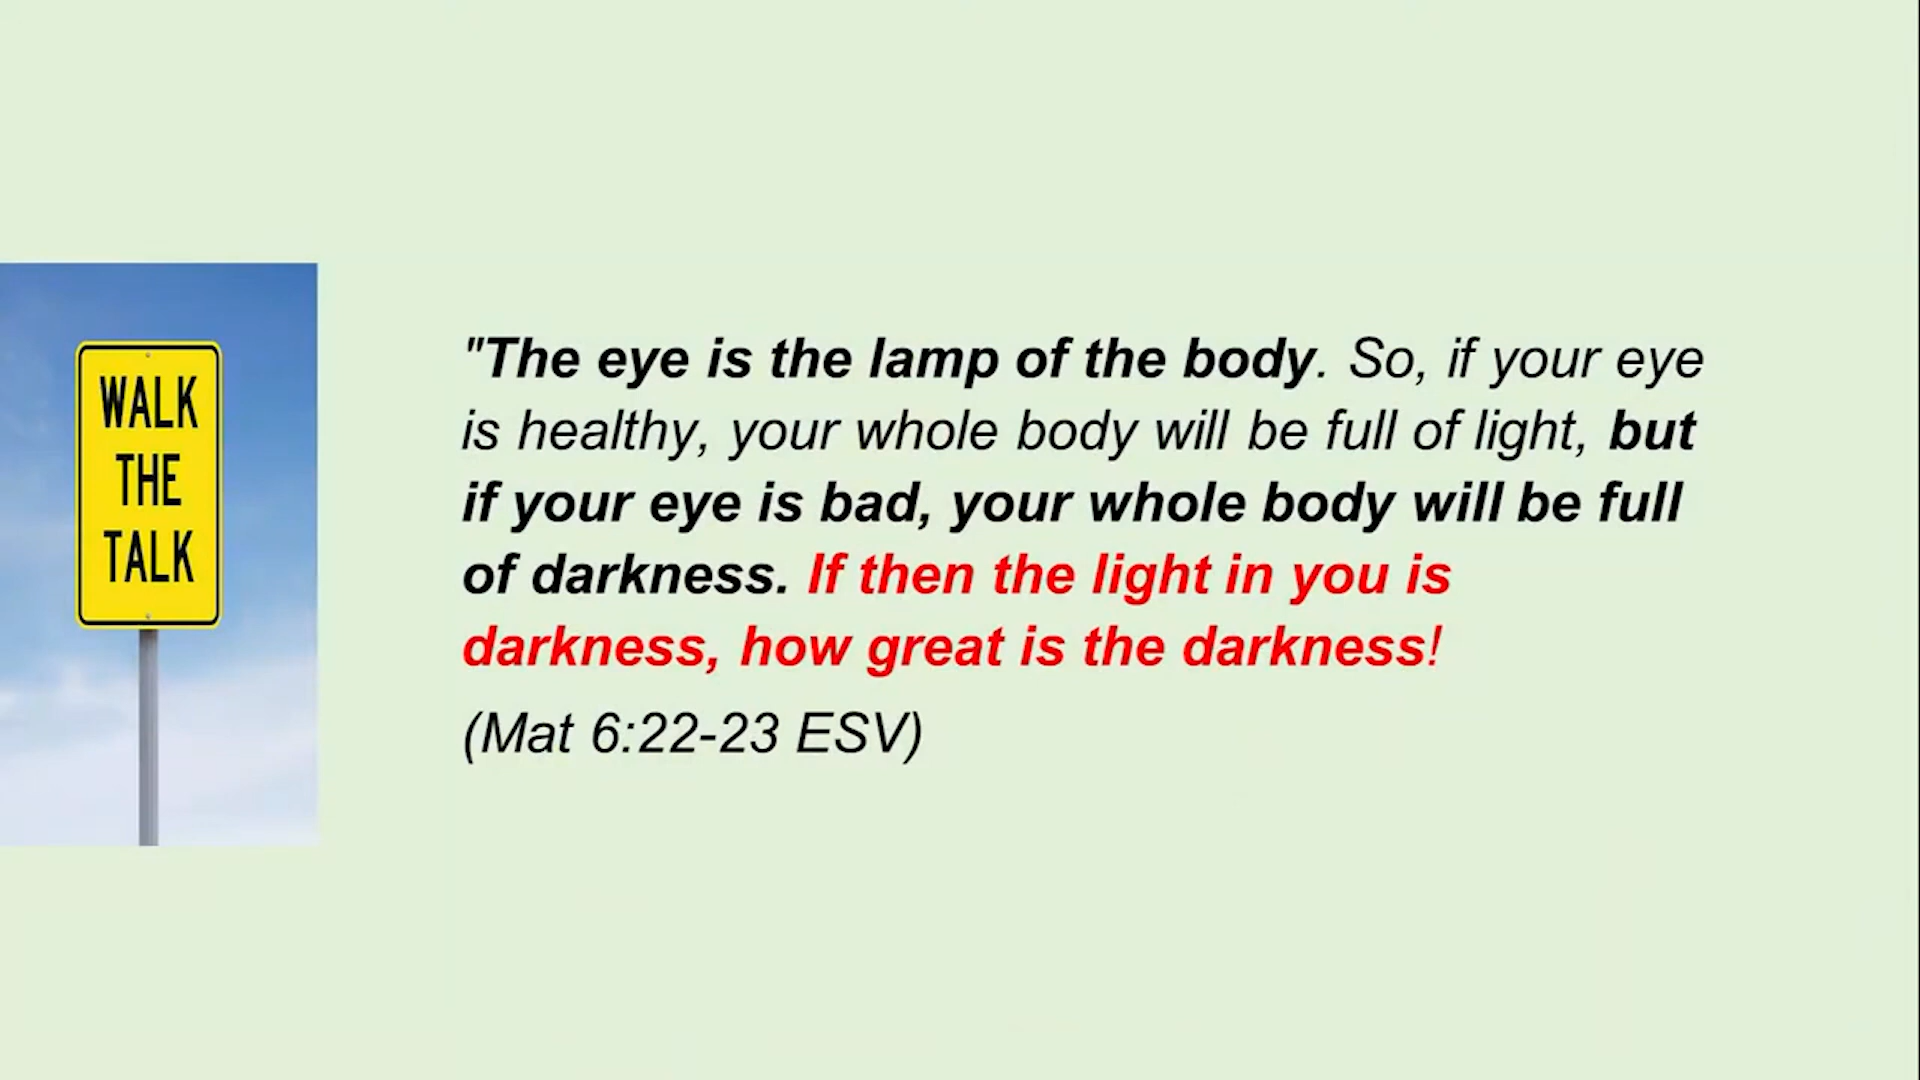 WALK
THE
TALK
"The eye is the lamp of the body. So, if your eye
is healthy, your whole body will be full of light, but
if your eye is bad, your whole body will be full
of darkness. If then the light in you is
darkness, how great is the darkness!
(Mat 6:22-23 ESV)